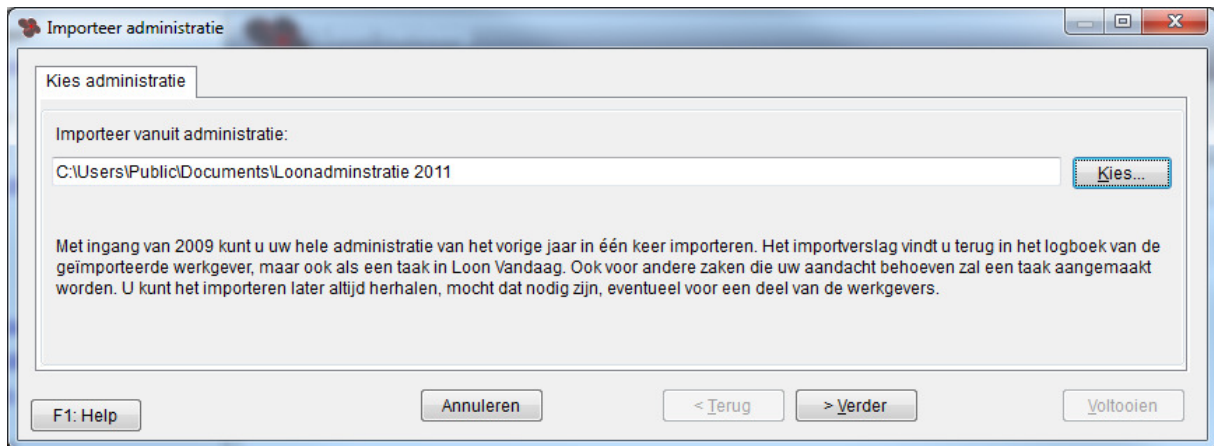 Importeer administratie
Kies administratie
Importeer vanuit administratie:
C:\Users\Public\Documents\Loonadminstratie 2011
Kies...
Met ingang van 2009 kunt u uw hele administratie van het vorige jaar in één keer importeren. Het importverslag vindt u terug in het logboek van de
geïmporteerde werkgever, maar ook als een taak in Loon Vandaag. Ook voor andere zaken die uw aandacht behoeven zal een taak aangemaakt
worden. U kunt het importeren later altijd herhalen, mocht dat nodig zijn, eventueel voor een deel van de werkgevers.
F1: Help
Annuleren
< Terug
> Verder
Voltooien